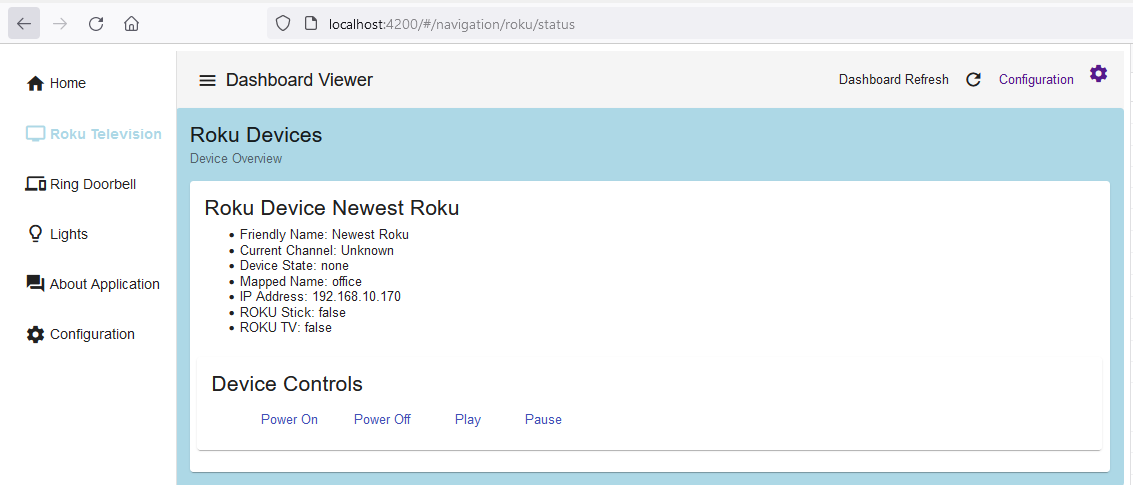 localhost:4200/#/navigation/roku/status
Home
Roku Television
Ring Doorbell
Lights
About Application
Configuration
Dashboard Viewer
Dashboard Refresh
Configuration
Roku Devices
Device Overview
Roku Device Newest Roku
Friendly Name: Newest Roku
Current Channel: Unknown
Device State: none
Mapped Name: office
IP Address: 192.168.10.170
ROKU Stick: false
ROKU TV: false
Device Controls
Power On Power Off Play Pause